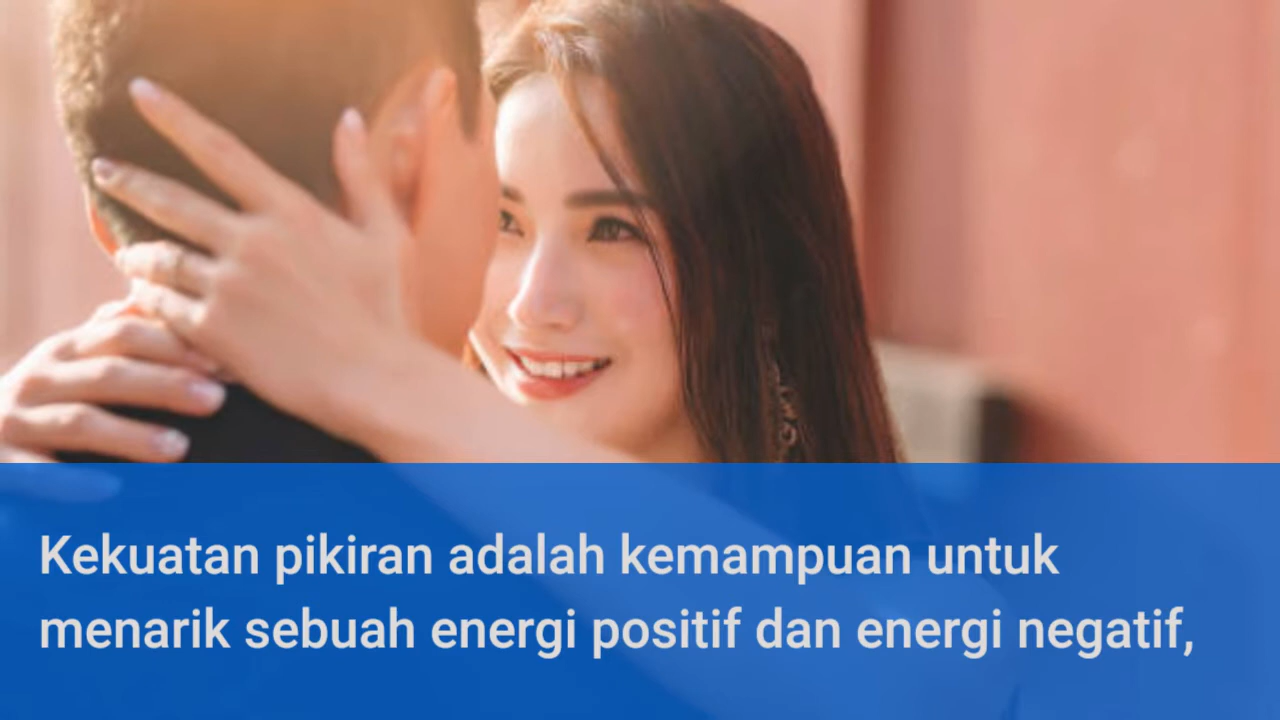 Kekuatan pikiran adalah kemampuan untuk
menarik sebuah energi positif dan energi negatif,